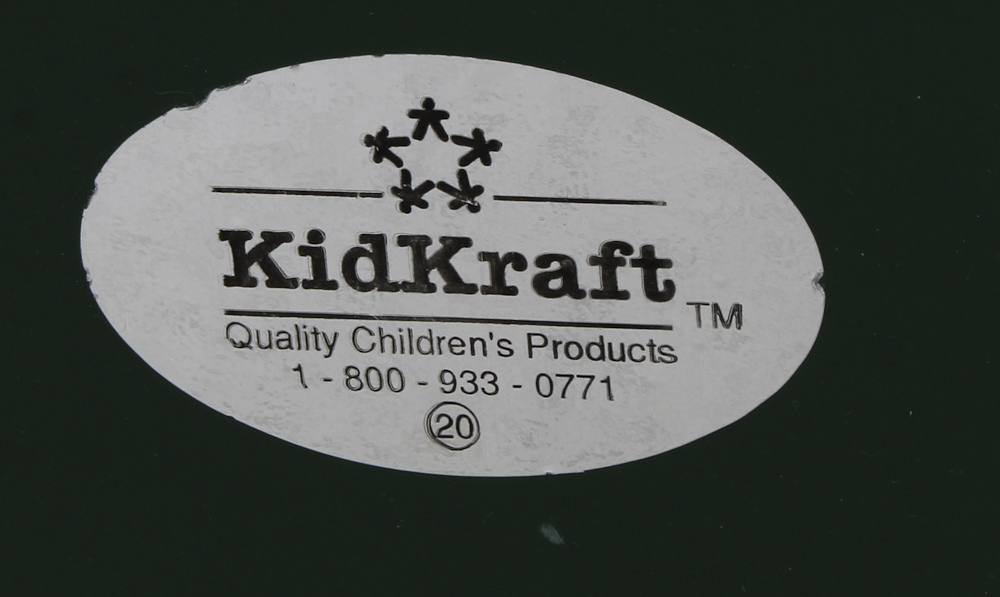 KidKraft TM
Quality Children's Products
1 - 800 - 933 - 0771
20